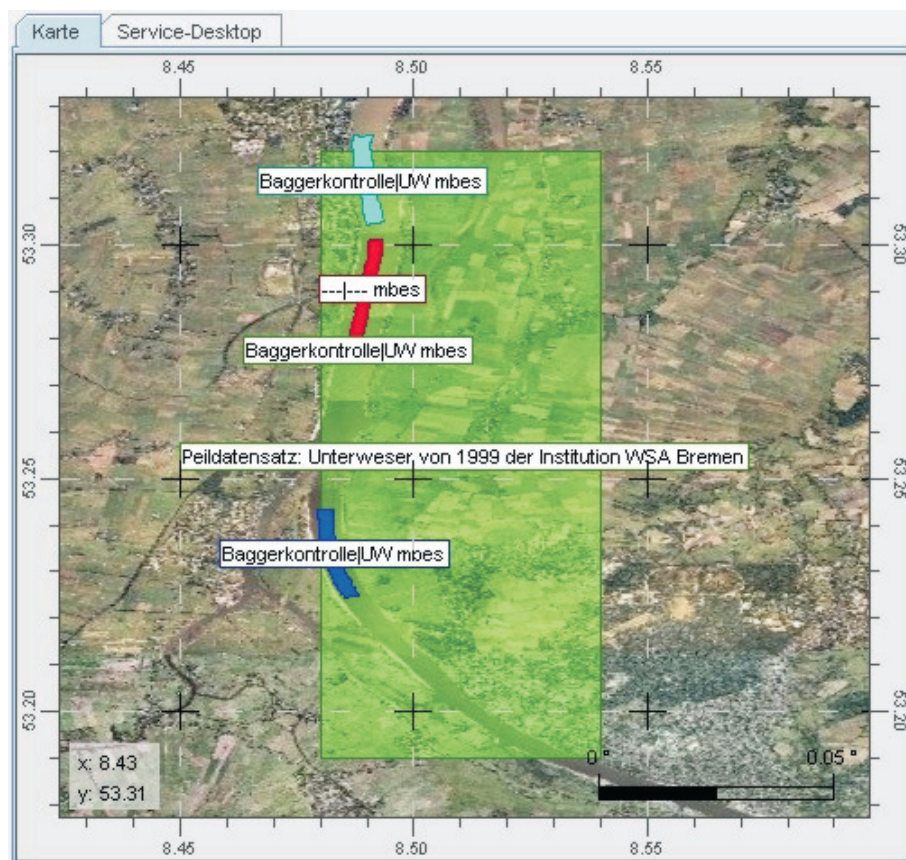 Karte
Service-Desktop
8.45
8.50
8.55
Baggerkontrolle|UW mbes
53.30
53.30
---|--- mbes
Baggerkontrolle|UW mbes
Peildatensatz: Unterweser von 1999 der Institution WSA Bremen
53.25
53.25
Baggerkontrolle|UW mbes
53.20
53.20
x: 8.43
y: 53.31
0 °
0.05 °
8.45
8.50
8.55